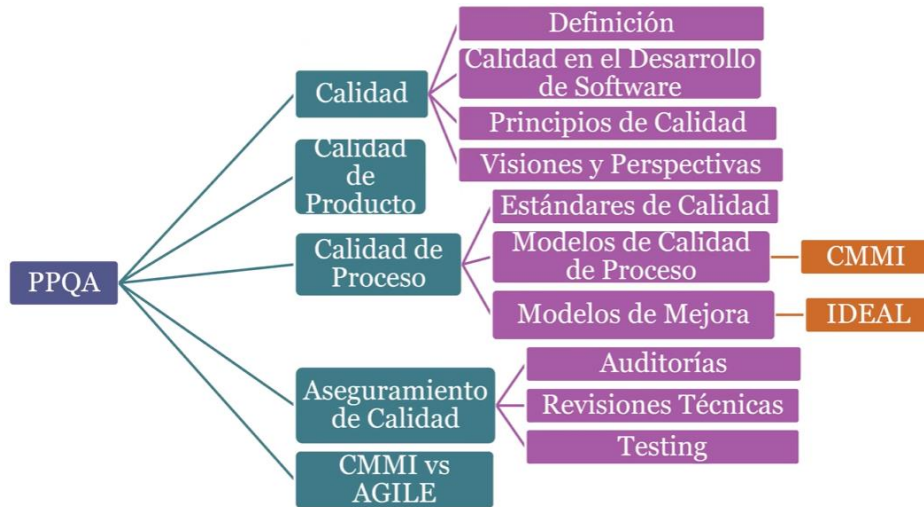 PPQA
Calidad
Definición
Calidad en el Desarrollo
de Software
Principios de Calidad
Visiones y Perspectivas
Calidad
de
Producto
Calidad de
Proceso
Estándares de Calidad
Modelos de Calidad
de Proceso
CMMI
Modelos de Mejora
IDEAL
Aseguramiento
de Calidad
Auditorías
Revisiones Técnicas
Testing
CMMI vs
AGILE